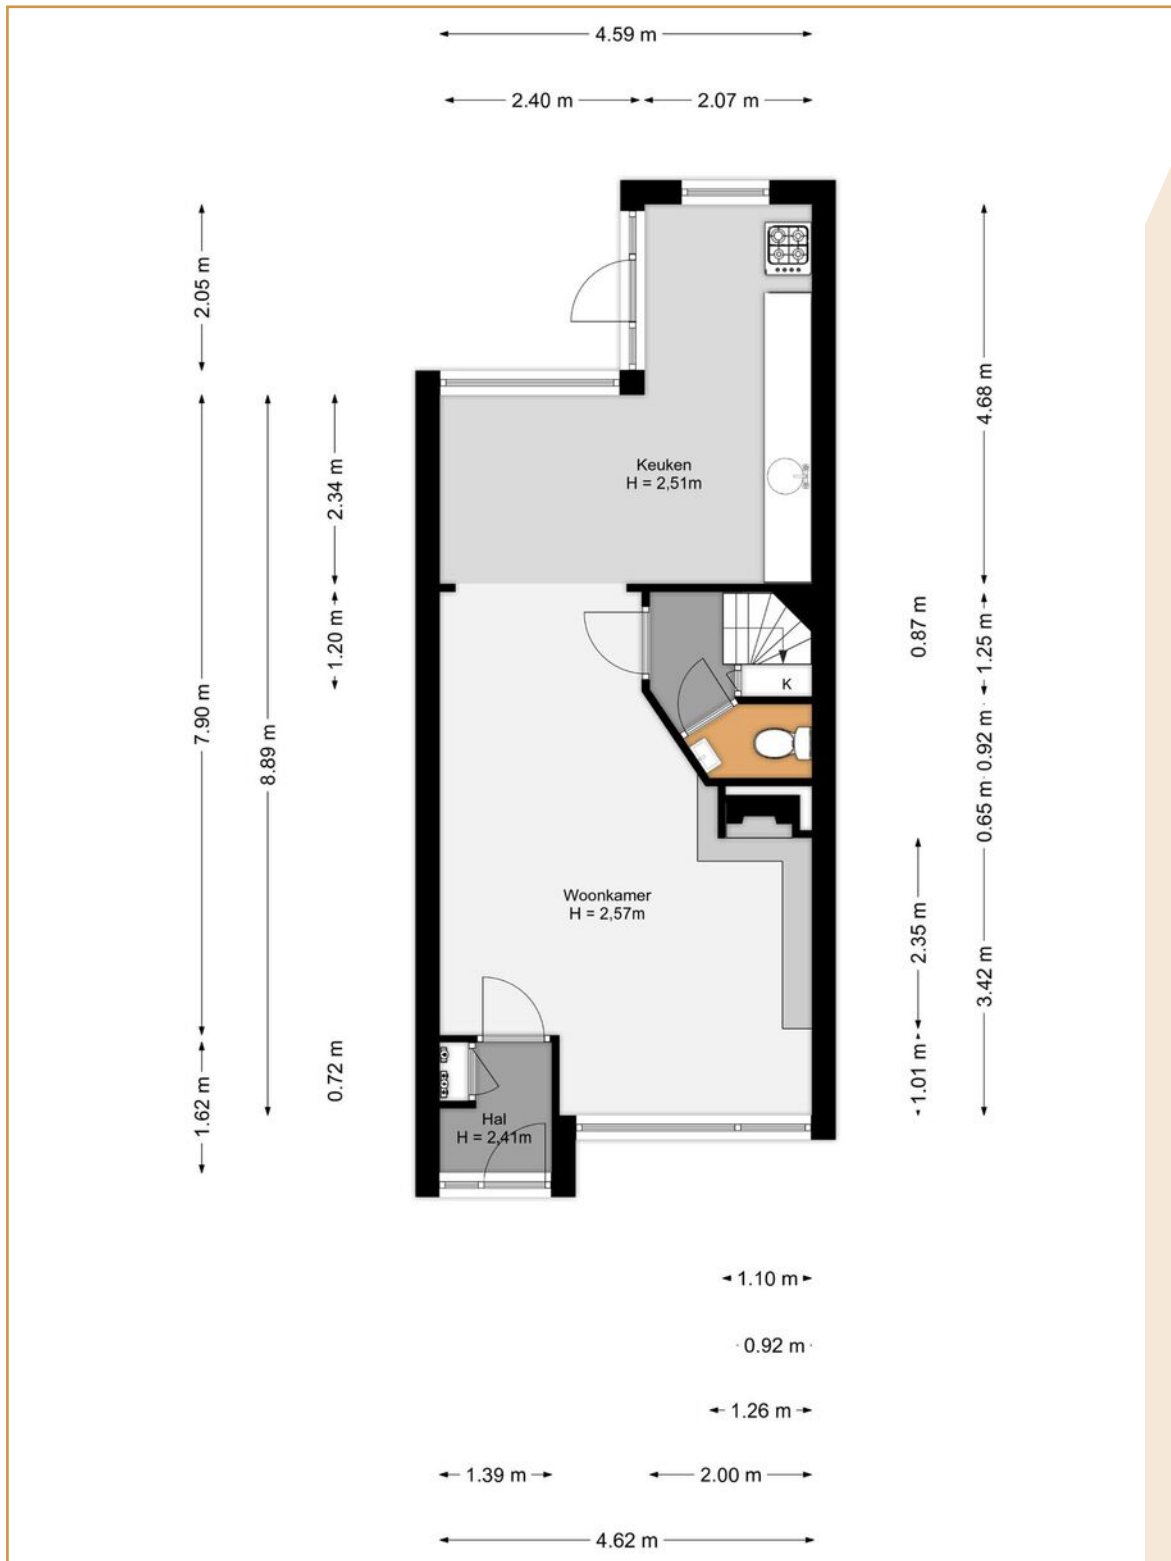 4.59 m
2.40 m
2.07 m
2.05 m
4.68 m
2.34 m
Keuken
H = 2,51m
1.20 m
0.87 m
1.25 m
K
7.90 m
8.89 m
0.92 m
0.65 m
Woonkamer
H = 2,57m
2.35 m
3.42 m
0.72 m
1.01 m
1.62 m
Hal
H = 2,41m
1.10 m
0.92 m
1.26 m
1.39 m
2.00 m
4.62 m